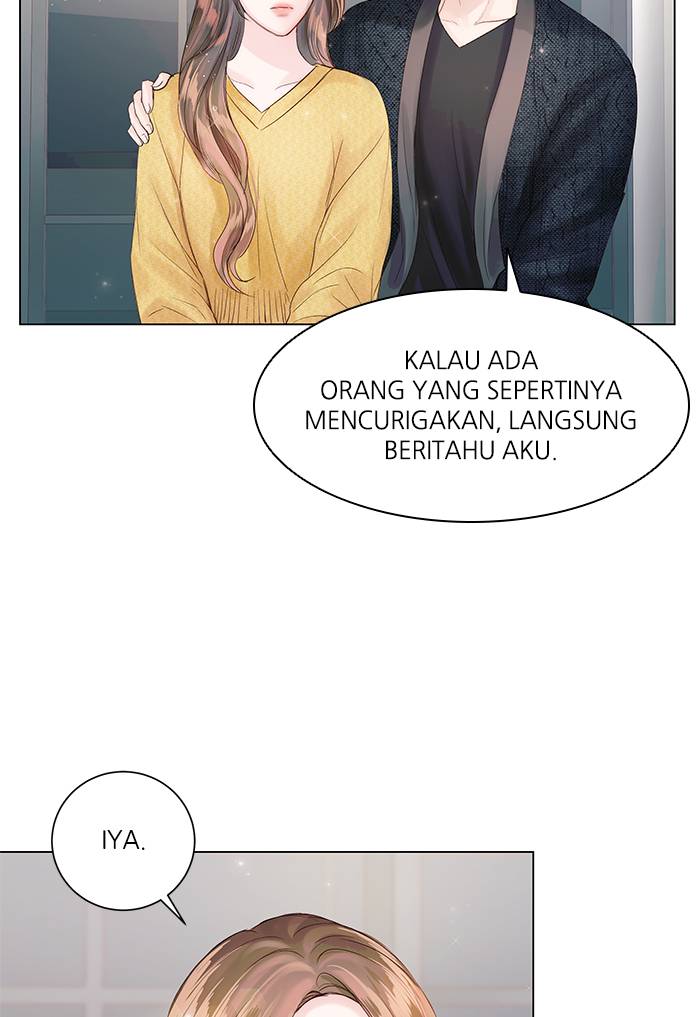 KALAU ADA
ORANG YANG SEPERTINYA
MENCURIGAKAN, LANGSUNG
BERITAHU AKU.
IYA.